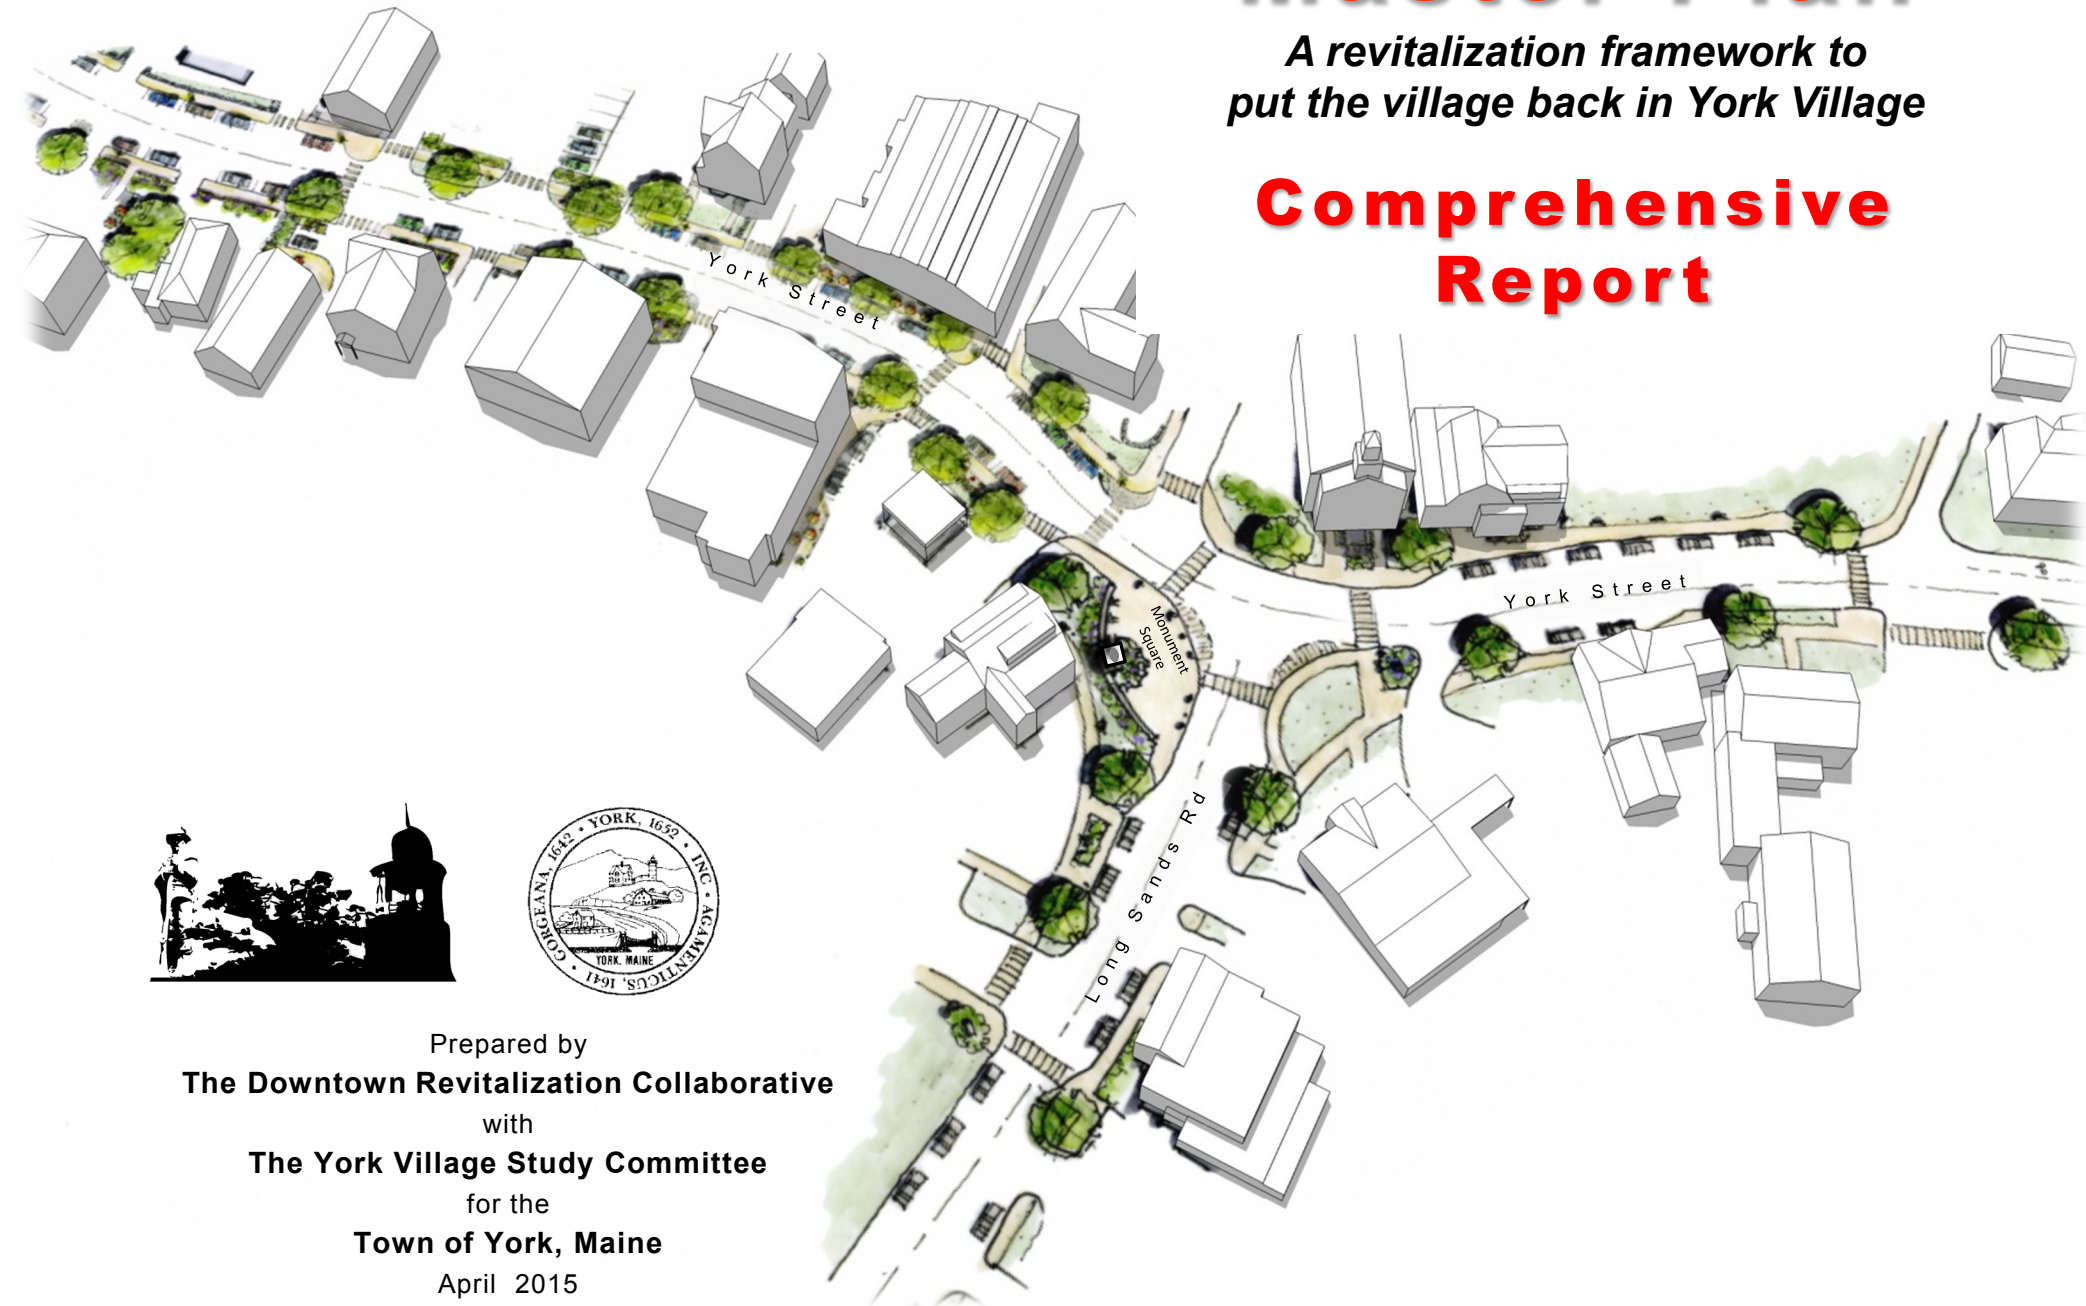 Master Plan
A revitalization framework to
put the village back in York Village
Comprehensive
Report
York Street
York Street
Monument
Square
Long Sands Rd
GORGEANA, 1642 • YORK, 1652 • INC • AGAMENTICUS, 1641 •
YORK, MAINE
Prepared by
The Downtown Revitalization Collaborative
with
The York Village Study Committee
for the
Town of York, Maine
April 2015